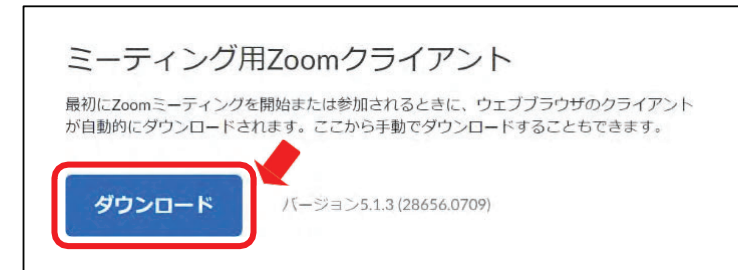 ミーティング用Zoomクライアント
最初にZoomミーティングを開始または参加されるときに、ウェブブラウザのクライアント
が自動的にダウンロードされます。ここから手動でダウンロードすることもできます。
ダウンロード
バージョン5.1.3 (28656.0709)